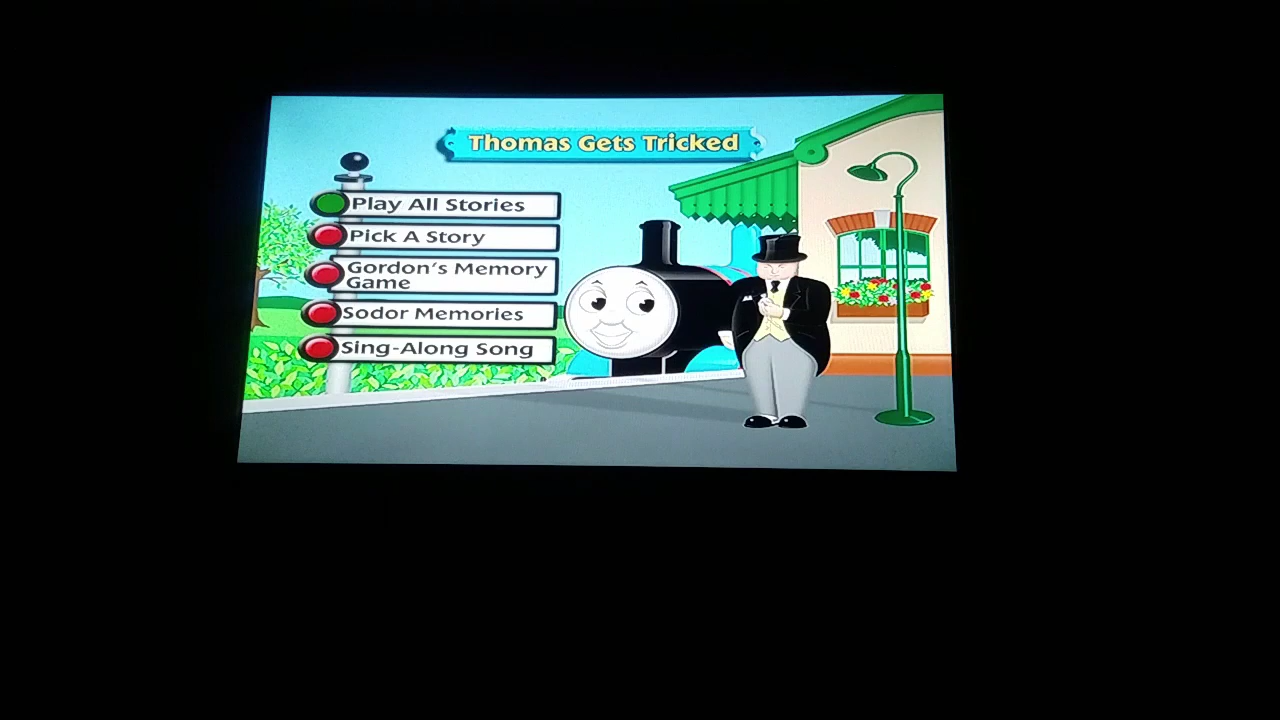 Thomas Gets Tricked
Play All Stories
Pick A Story
Gordon's Memory
Game
Sodor Memories
Sing-Along Song